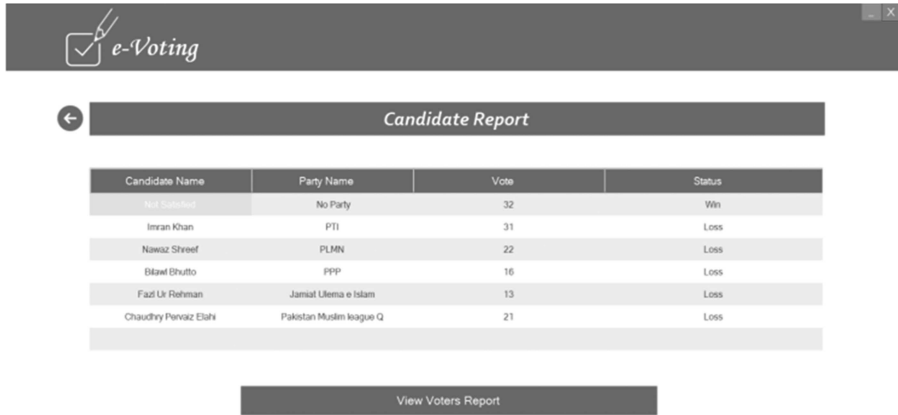 _ X
e-Voting
Candidate Report
Candidate Name Party Name Vote Status
Not Satisfied No Party 32 Win
Imran Khan PTI 31 Loss
Nawaz Shreef PLMN 22 Loss
Bilawl Bhutto PPP 16 Loss
Fazl Ur Rehman Jamiat Ulema e Islam 13 Loss
Chaudhry Pervaiz Elahi Pakistan Muslim league Q 21 Loss
View Voters Report